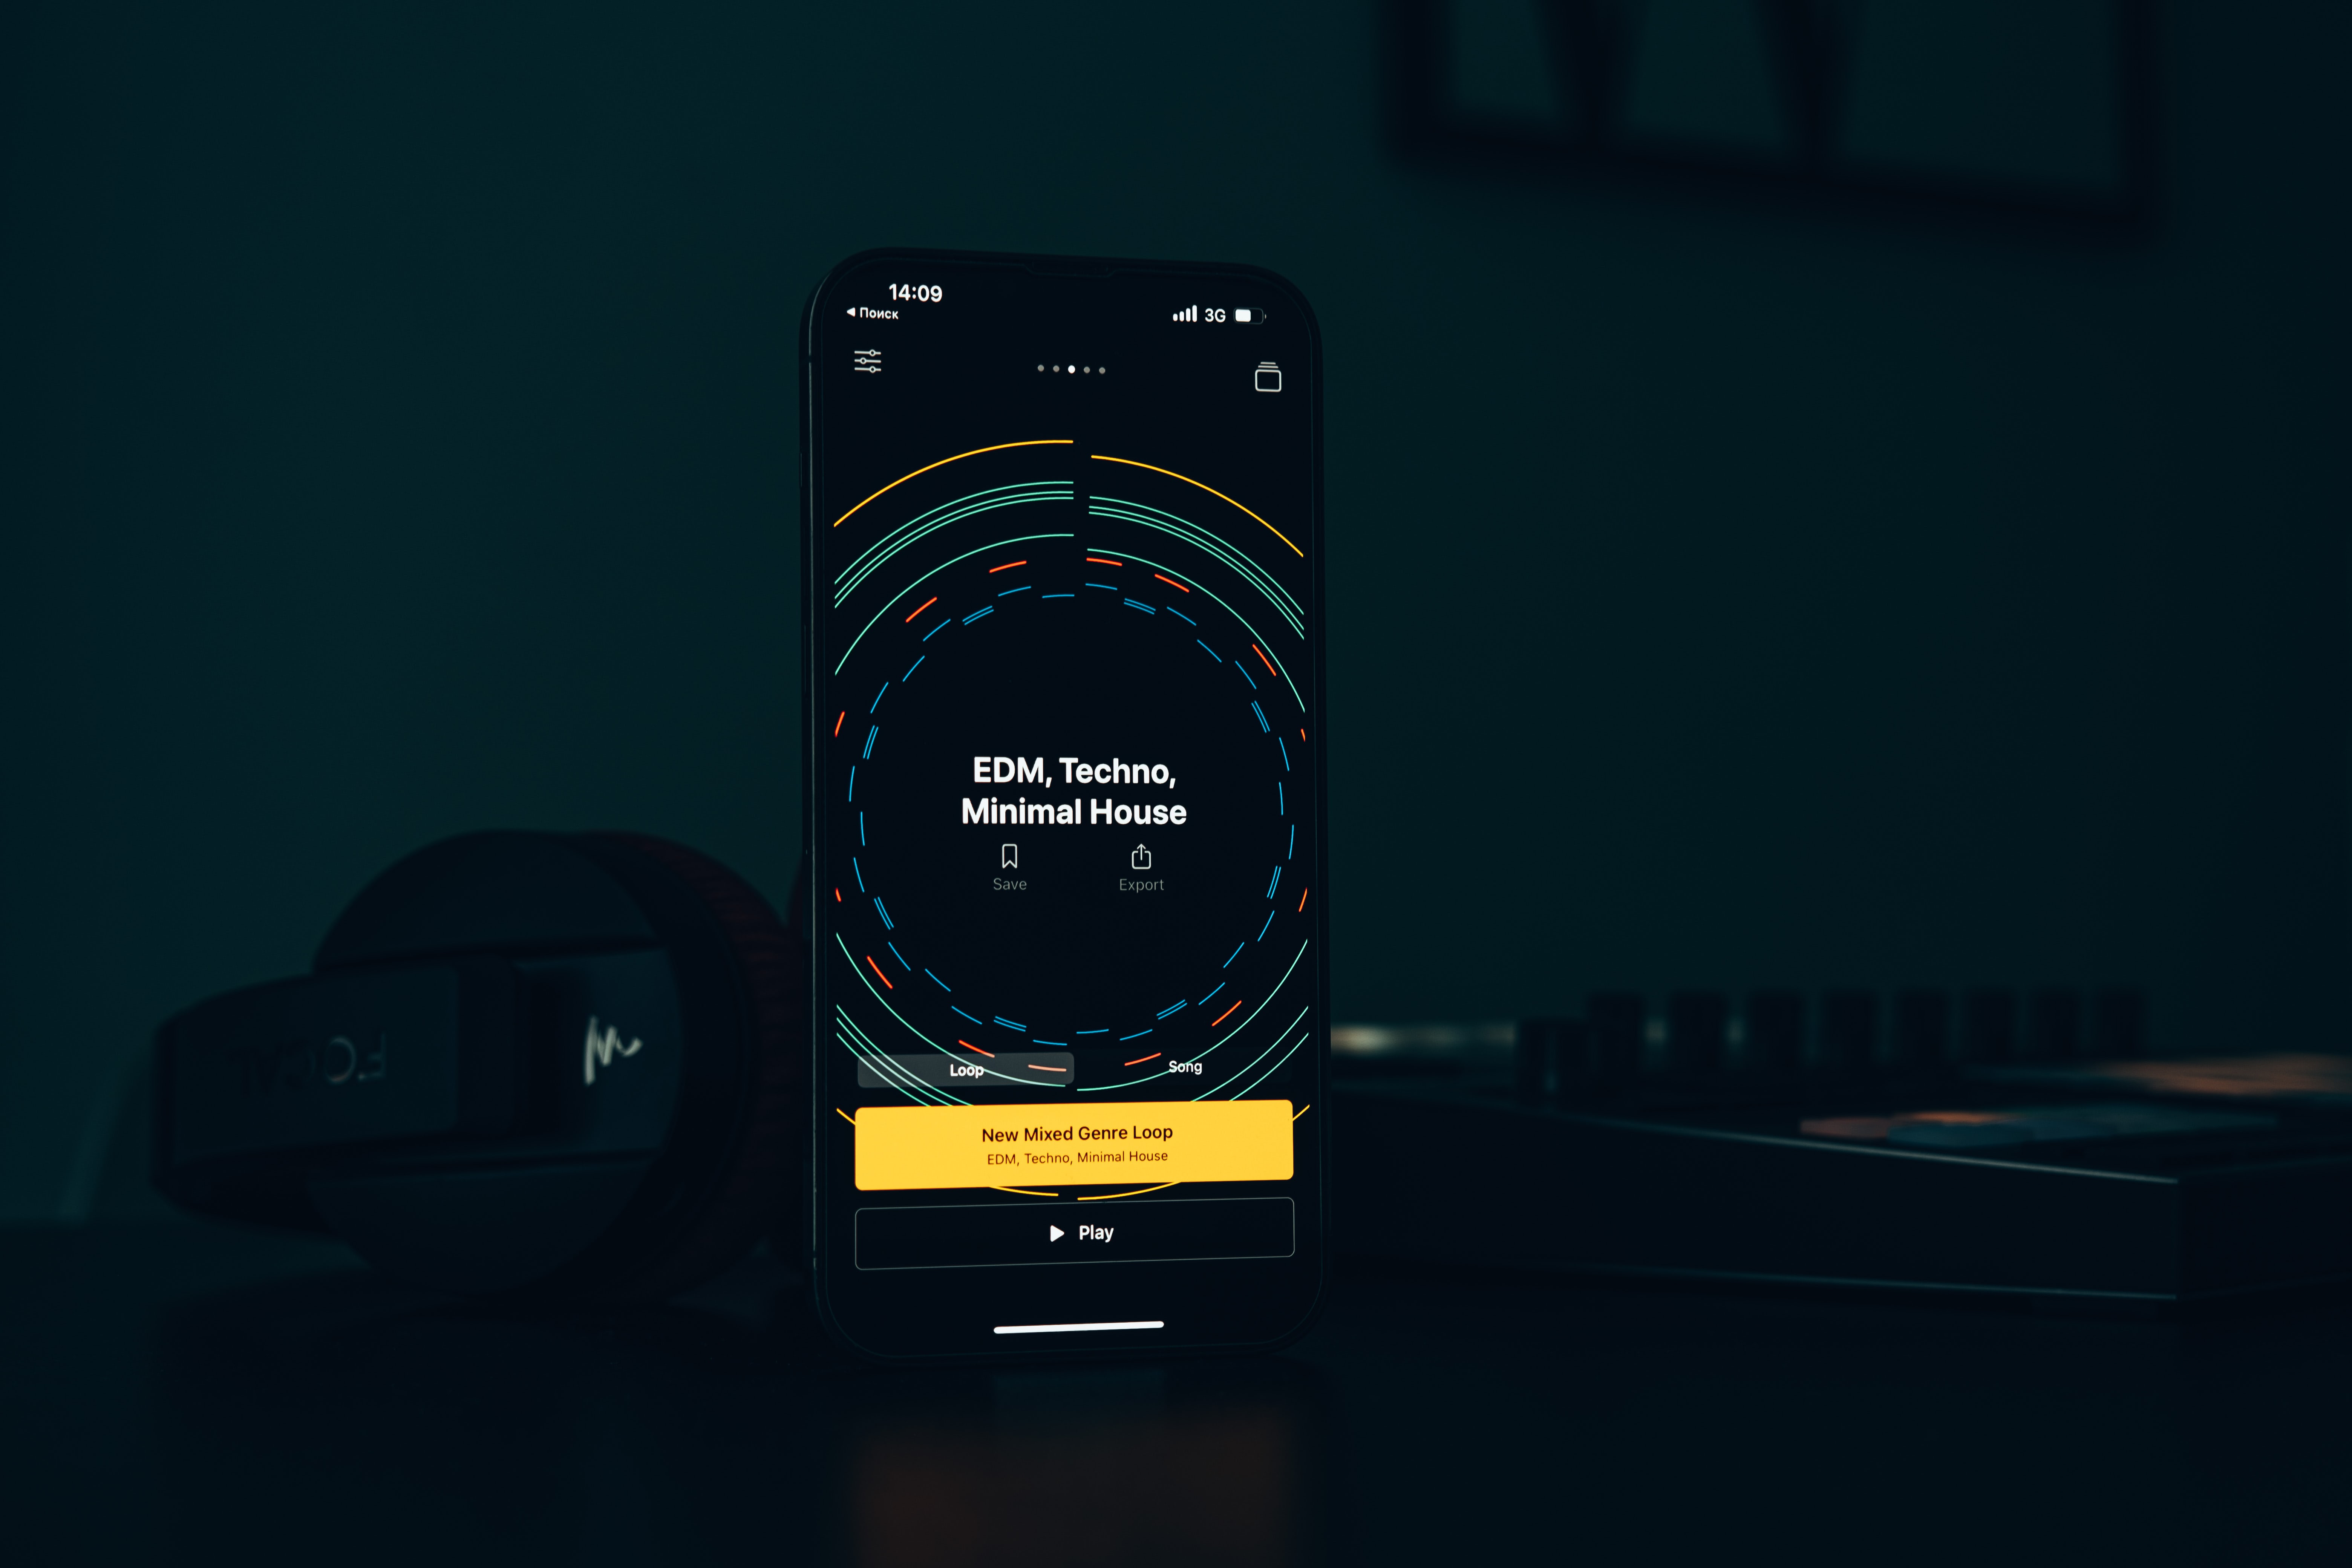 14:09
Поиск
3G
EDM, Techno,
Minimal House
Save
Export
Loop
Song
New Mixed Genre Loop
EDM, Techno, Minimal House
Play